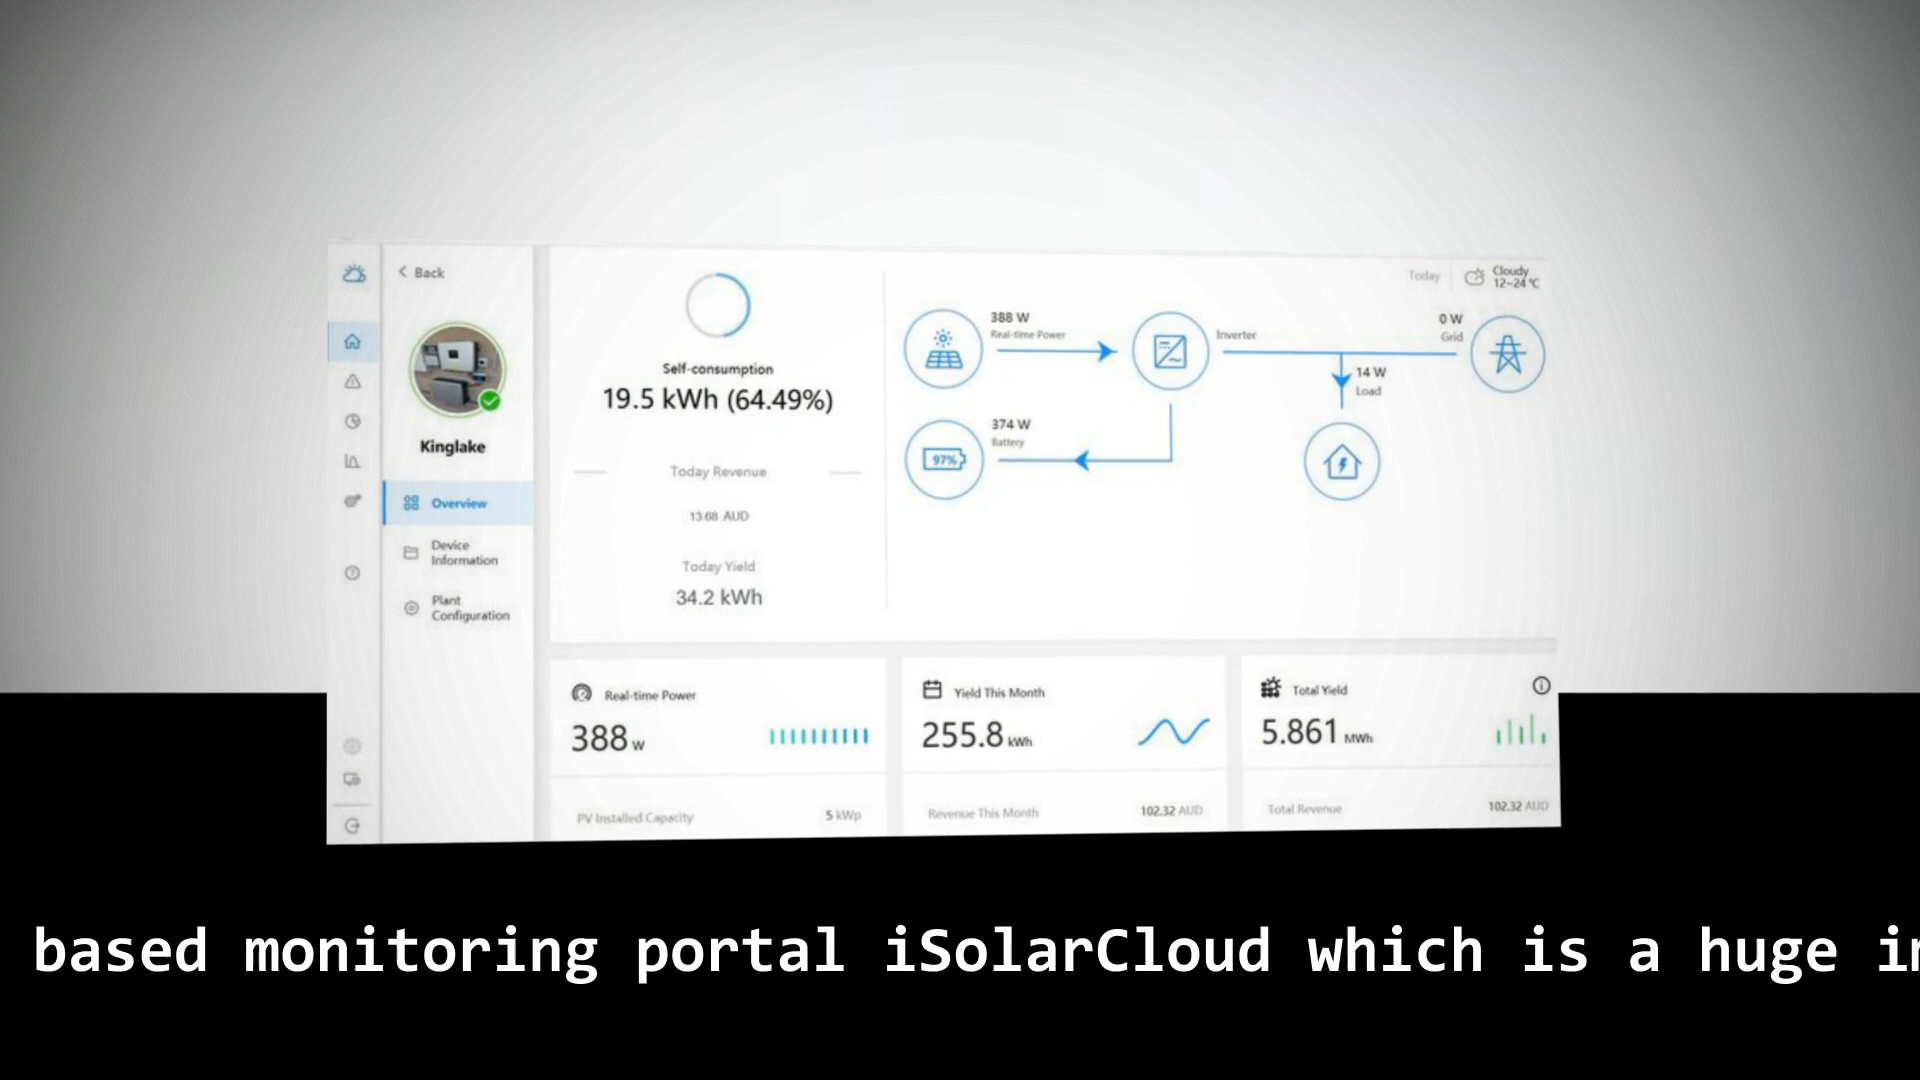 Back
Kinglake
Overview
Device
Information
Plant
Configuration
Self-consumption
19.5 kWh (64.49%)
Today Revenue
13.68 AUD
Today Yield
34.2 kWh
Today
Cloudy
12~24 ℃
388 W
Real-time Power
Inverter
0 W
Grid
14 W
Load
374 W
Battery
97%
Real-time Power
388 W
PV Installed Capacity 5 kWp
Yield This Month
255.8 kWh
Revenue This Month 102.32 AUD
Total Yield
5.861 MWh
Total Revenue 102.32 AUD
based monitoring portal iSolarCloud which is a huge